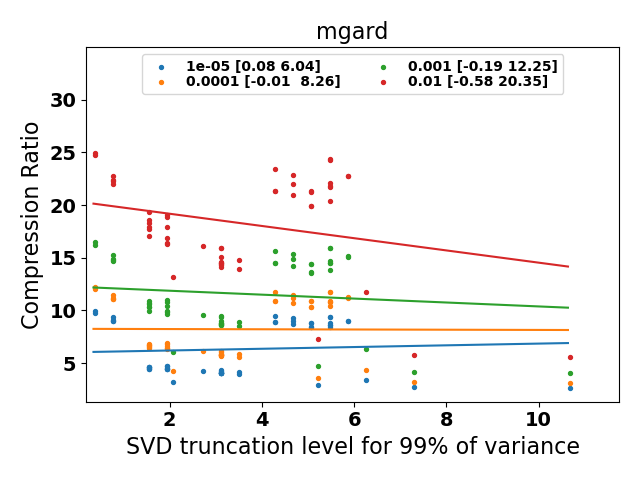 mgard
1e-05 [0.08 6.04]
0.0001 [-0.01  8.26]
0.001 [-0.19 12.25]
0.01 [-0.58 20.35]
Compression Ratio
30
25
20
15
10
5
2 4 6 8 10
SVD truncation level for 99% of variance